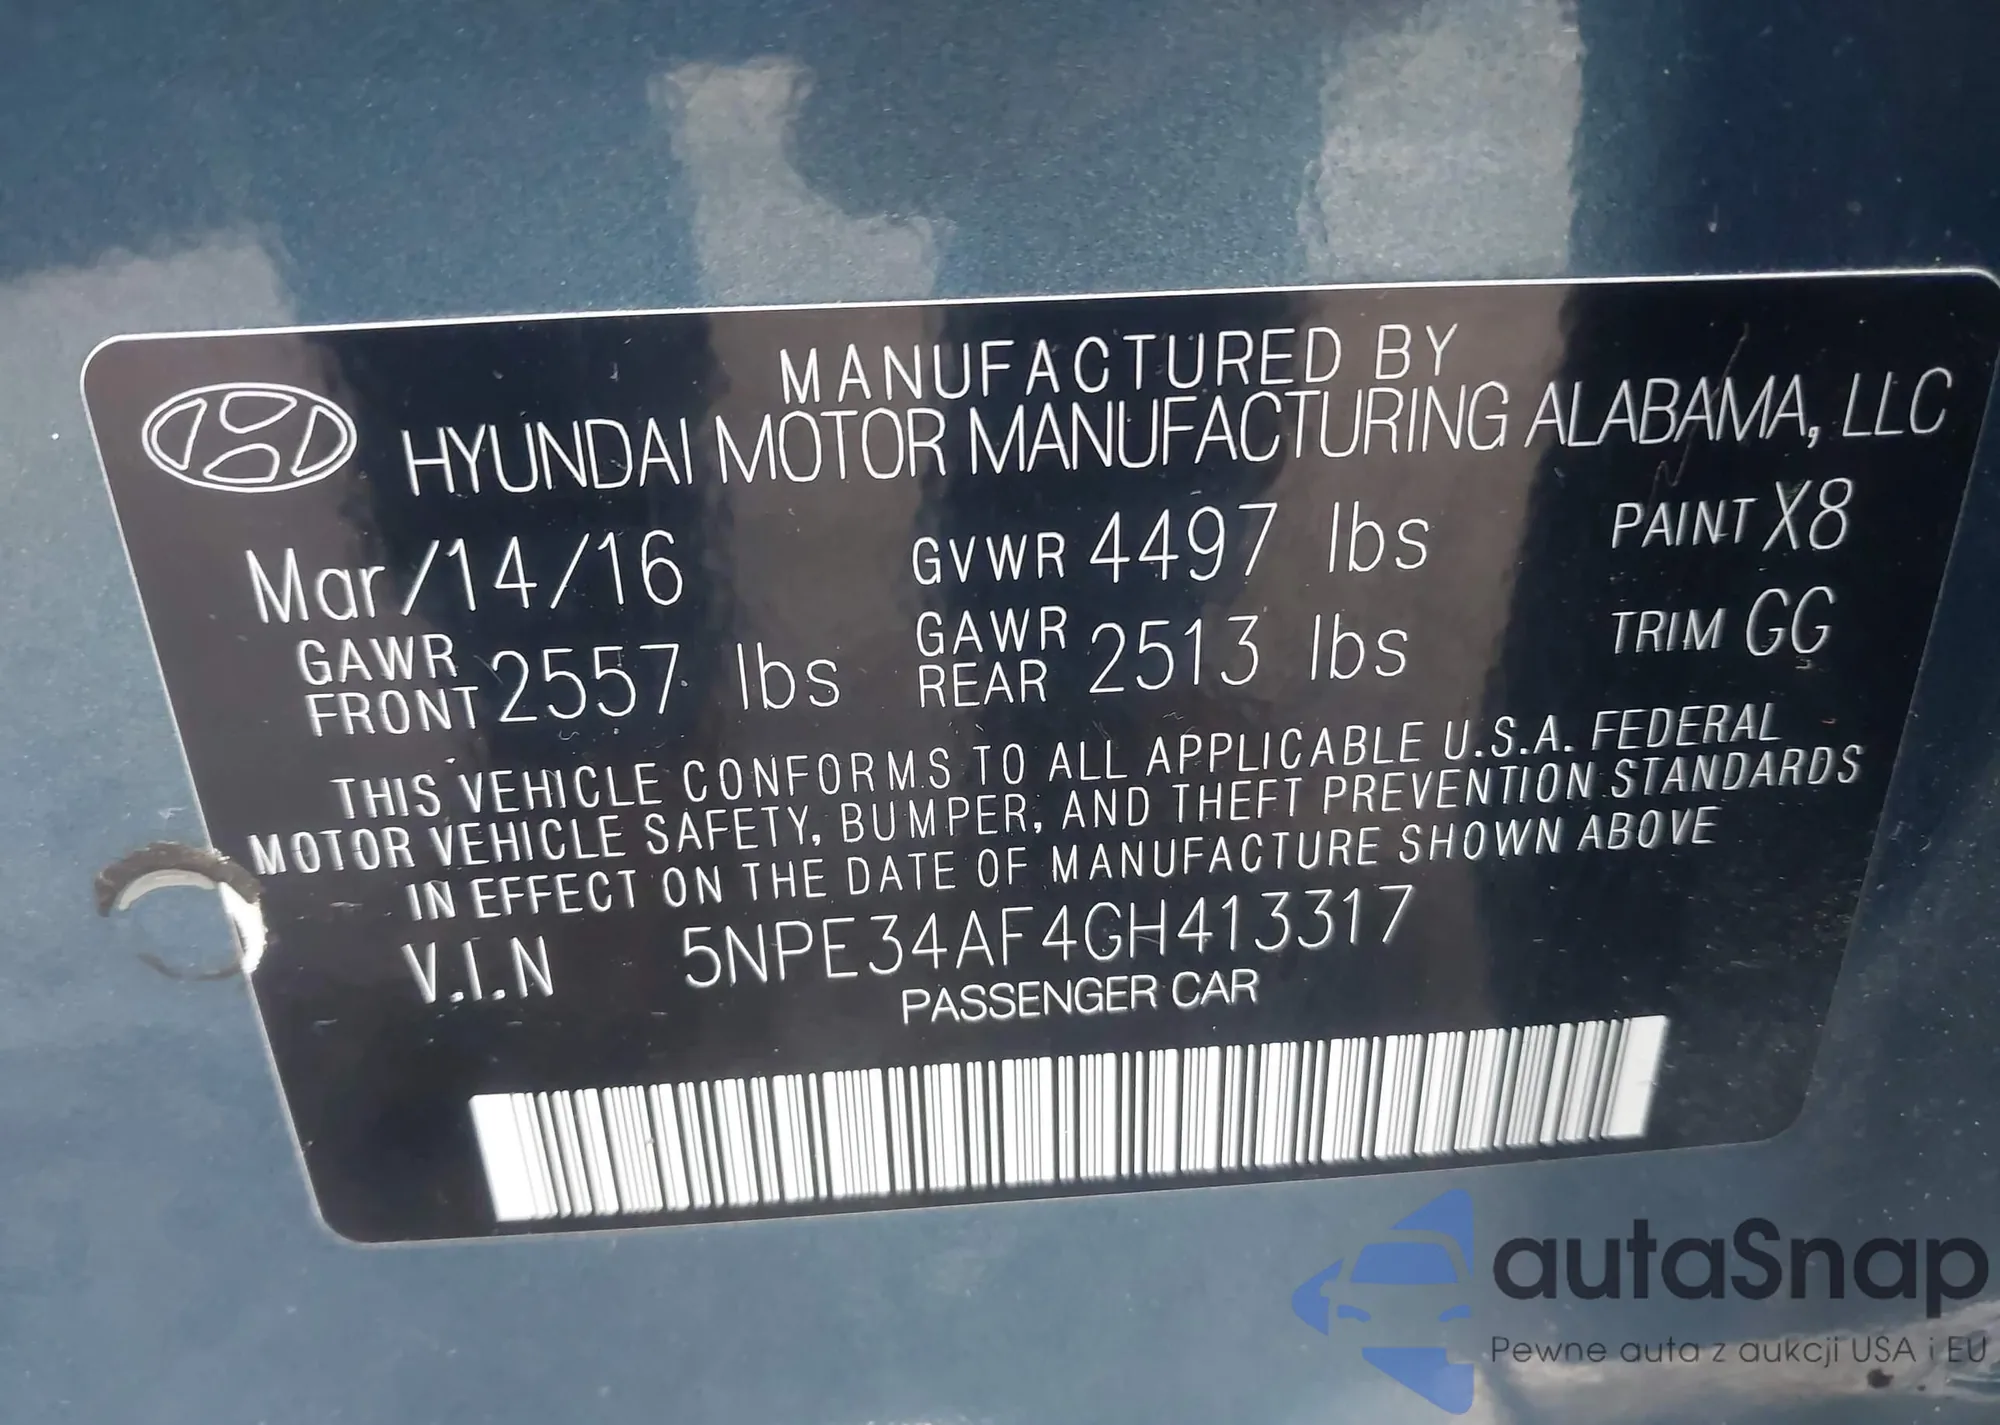 MANUFACTURED BY
HYUNDAI MOTOR MANUFACTURING ALABAMA, LLC
Mar/14/16 GVWR 4497 lbs PAINT X8
GAWR FRONT 2557 lbs GAWR REAR 2513 lbs TRIM GG
THIS VEHICLE CONFORMS TO ALL APPLICABLE U.S.A. FEDERAL
MOTOR VEHICLE SAFETY, BUMPER, AND THEFT PREVENTION STANDARDS
IN EFFECT ON THE DATE OF MANUFACTURE SHOWN ABOVE
V.I.N 5NPE34AF4GH413317
PASSENGER CAR
autaSnap
Pewne auta z aukcji USA i EU